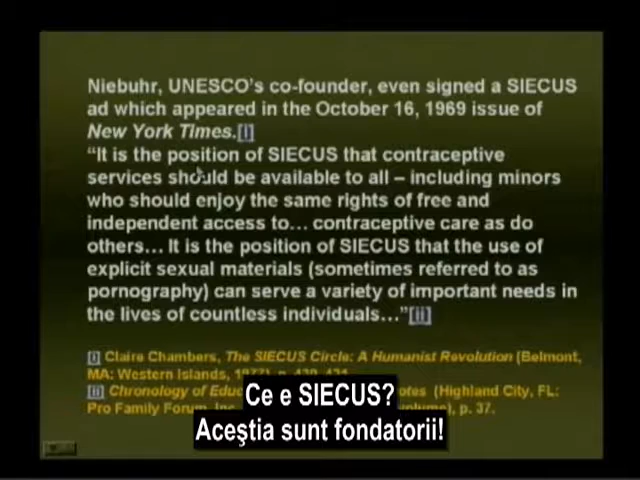 Niebuhr, UNESCO's co-founder, even signed a SIECUS
ad which appeared in the October 16, 1969 issue of
New York Times.[i]
“It is the position of SIECUS that contraceptive
services should be available to all – including minors
who should enjoy the same rights of free and
independent access to… contraceptive care as do
others… It is the position of SIECUS that the use of
explicit sexual materials (sometimes referred to as
pornography) can serve a variety of important needs in
the lives of countless individuals…”[ii]
[i] Claire Chambers, The SIECUS Circle: A Humanist Revolution (Belmont,
MA: Western Islands,
[ii] Chronology of (Highland City, FL:
Pro Family Forum, p. 37.
Ce e SIECUS?
Aceştia sunt fondatorii!